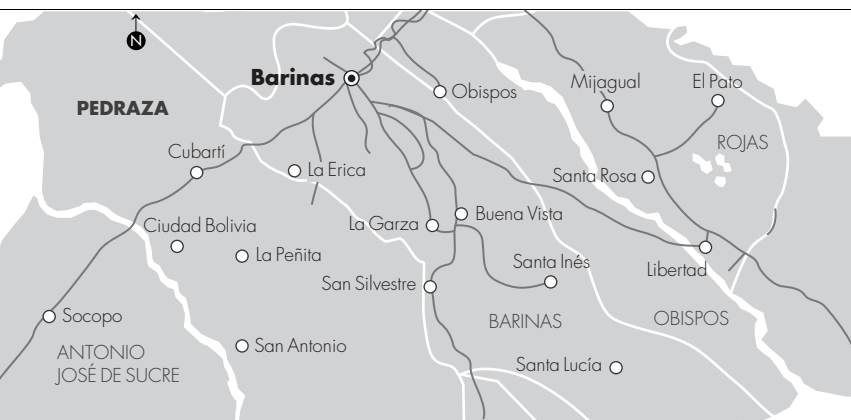 N
Barinas
Obispos
Mijagual
El Pato
PEDRAZA
ROJAS
Cubartí
La Erica
Santa Rosa
Ciudad Bolivia
La Garza
Buena Vista
La Peñita
Santa Inés
Libertad
San Silvestre
Socopo
BARINAS
OBISPOS
ANTONIO
JOSÉ DE SUCRE
San Antonio
Santa Lucía